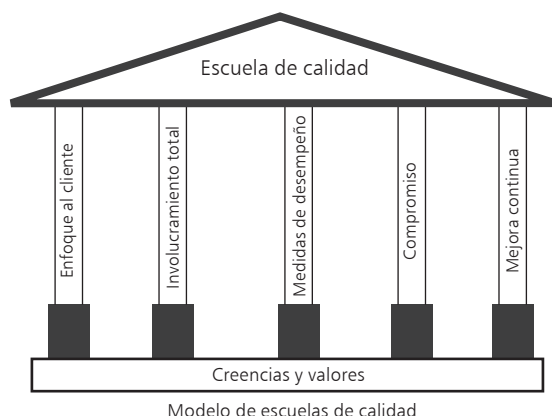 Escuela de calidad
Enfoque al cliente
Involucramiento total
Medidas de desempeño
Compromiso
Mejora continua
Creencias y valores
Modelo de escuelas de calidad